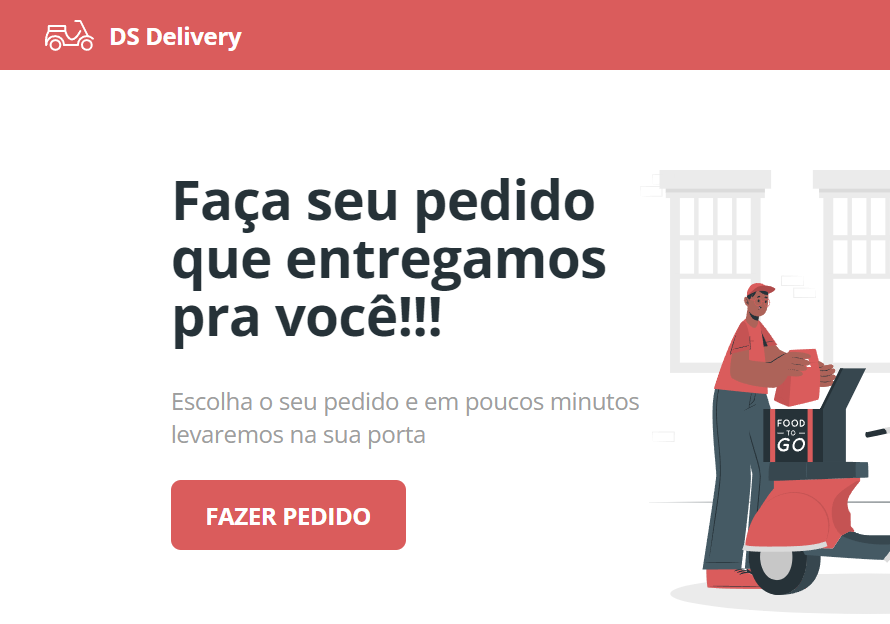 DS Delivery
Faça seu pedido
que entregamos
pra você!!!
Escolha o seu pedido e em poucos minutos
levaremos na sua porta
FAZER PEDIDO
FOOD
TO
GO